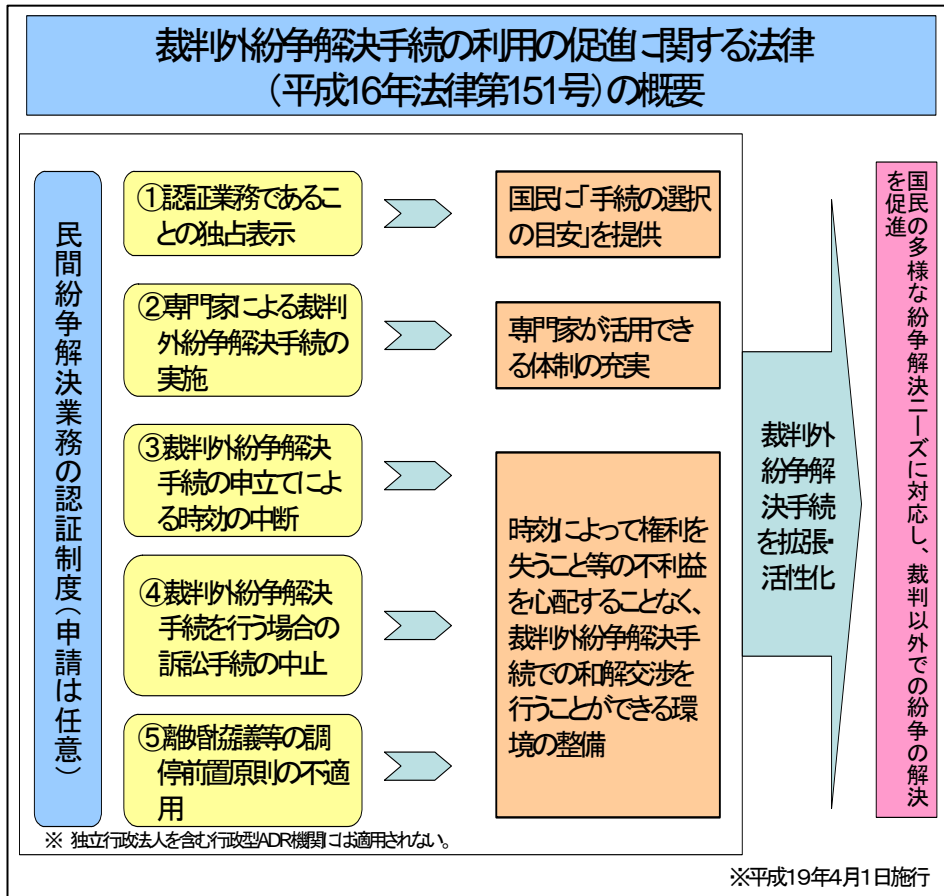 裁判外紛争解決手続の利用の促進に関する法律
(平成16年法律第151号)の概要
民間紛争解決業務の認証制度(申請は任意)
①認証業務であるこ
との独占表示
国民に「手続の選択
の目安」を提供
②専門家による裁判
外紛争解決手続の
実施
専門家が活用でき
る体制の充実
③裁判外紛争解決
手続の申立てによ
る時効の中断
④裁判外紛争解決
手続を行う場合の
訴訟手続の中止
⑤離婚協議等の調
停前置原則の不適
用
時効によって権利を
失うこと等の不利益
を心配することなく、
裁判外紛争解決手
続での和解交渉を
行うことができる環
境の整備
※ 独立行政法人を含む行政型ADR機関には適用されない。
裁判外
紛争解
決手続
を拡張・
活性化
国民の多様な紛争解決ニーズに対応し、裁判以外での紛争の解決
を促進
※平成19年4月1日施行